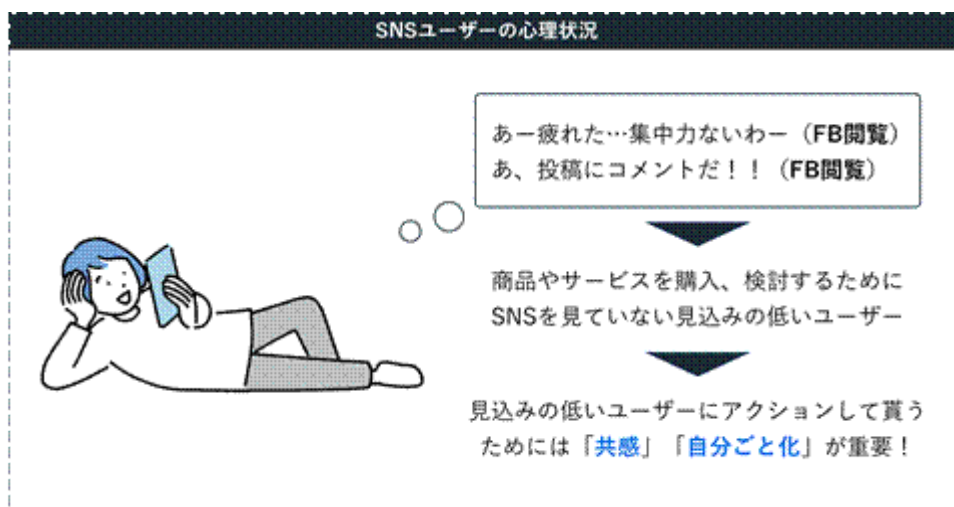 SNSユーザーの心理状況
あー疲れた…集中力ないわー（FB閲覧）
あ、投稿にコメントだ！！（FB閲覧）
商品やサービスを購入、検討するために
SNSを見ていない見込みの低いユーザー
見込みの低いユーザーにアクションして貰う
ためには「共感」「自分ごと化」が重要！